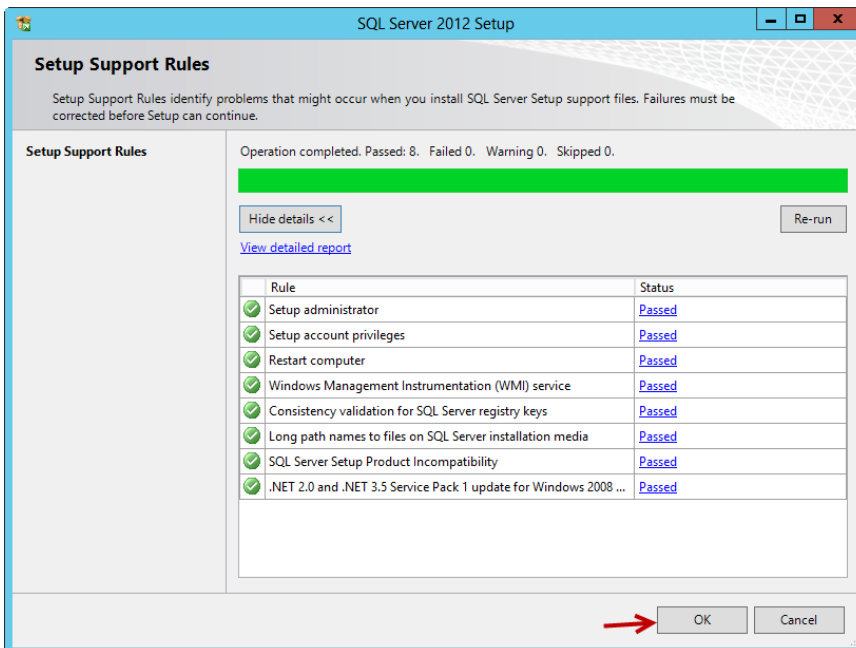 SQL Server 2012 Setup
Setup Support Rules
Setup Support Rules identify problems that might occur when you install SQL Server Setup support files. Failures must be
corrected before Setup can continue.
Setup Support Rules
Operation completed. Passed: 8. Failed 0. Warning 0. Skipped 0.
Hide details <<
Re-run
View detailed report
Rule Status
Setup administrator Passed
Setup account privileges Passed
Restart computer Passed
Windows Management Instrumentation (WMI) service Passed
Consistency validation for SQL Server registry keys Passed
Long path names to files on SQL Server installation media Passed
SQL Server Setup Product Incompatibility Passed
.NET 2.0 and .NET 3.5 Service Pack 1 update for Windows 2008 ... Passed
OK Cancel